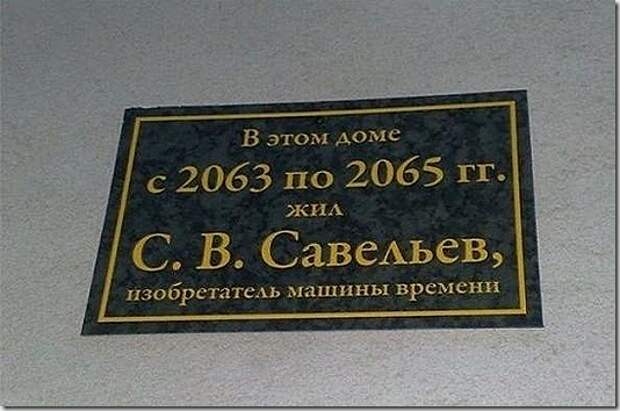 В этом доме
с 2063 по 2065 гг.
жил
С. В. Савельев,
изобретатель машины времени